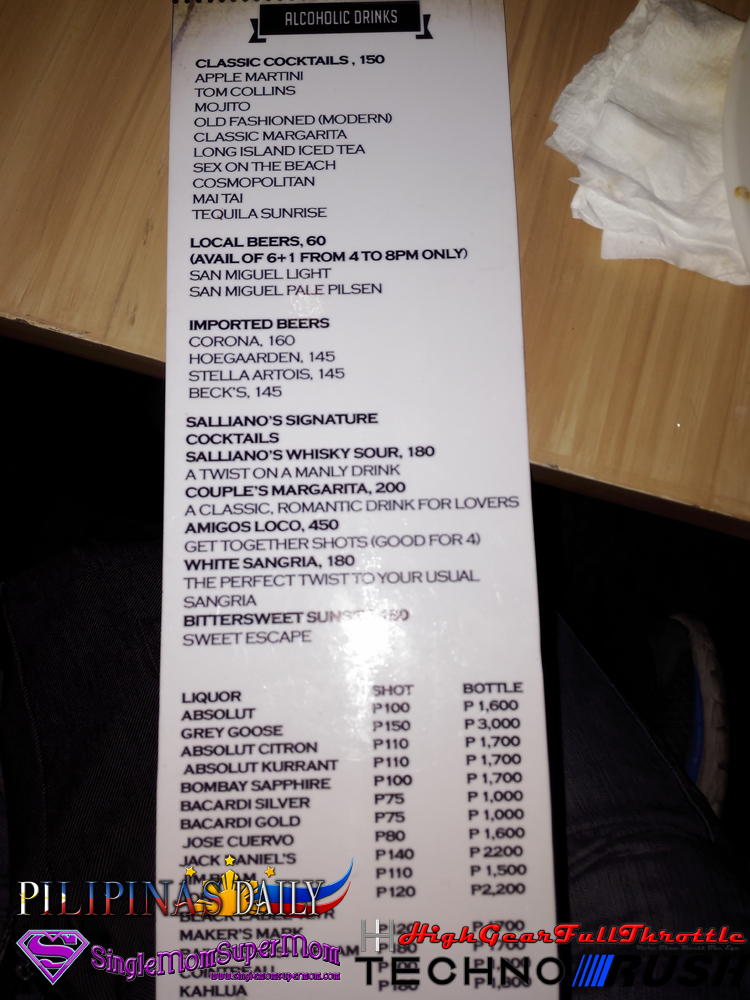 ALCOHOLIC DRINKS
CLASSIC COCKTAILS , 150
APPLE MARTINI
TOM COLLINS
MOJITO
OLD FASHIONED (MODERN)
CLASSIC MARGARITA
LONG ISLAND ICED TEA
SEX ON THE BEACH
COSMOPOLITAN
MAI TAI
TEQUILA SUNRISE
LOCAL BEERS, 60
(AVAIL OF 6+1 FROM 4 TO 8PM ONLY)
SAN MIGUEL LIGHT
SAN MIGUEL PALE PILSEN
IMPORTED BEERS
CORONA, 160
HOEGAARDEN, 145
STELLA ARTOIS, 145
BECK'S, 145
SALLIANO'S SIGNATURE
COCKTAILS
SALLIANO'S WHISKY SOUR, 180
A TWIST ON A MANLY DRINK
COUPLE'S MARGARITA, 200
A CLASSIC, ROMANTIC DRINK FOR LOVERS
AMIGOS LOCO, 450
GET TOGETHER SHOTS (GOOD FOR 4)
WHITE SANGRIA, 180
THE PERFECT TWIST TO YOUR USUAL
SANGRIA
BITTERSWEET
SWEET ESCAPE
LIQUOR SHOT BOTTLE
ABSOLUT P100 P 1,600
GREY GOOSE P150 P 3,000
ABSOLUT CITRON P110 P 1,700
ABSOLUT KURRANT P110 P 1,700
BOMBAY SAPPHIRE P100 P 1,700
BACARDI SILVER P75 P 1,000
BACARDI GOLD P75 P 1,000
JOSE CUERVO P80 P 1,600
JACK DANIEL'S P140 P 2200
P110 P 1,500
P120 P2,200
PILIPINAS DAILY
MAKER'S MARK
HighGearFullThrottle
SingleMomSuperMom
www.singlemomsupermom.com
TECHNO RUSH
KAHLUA